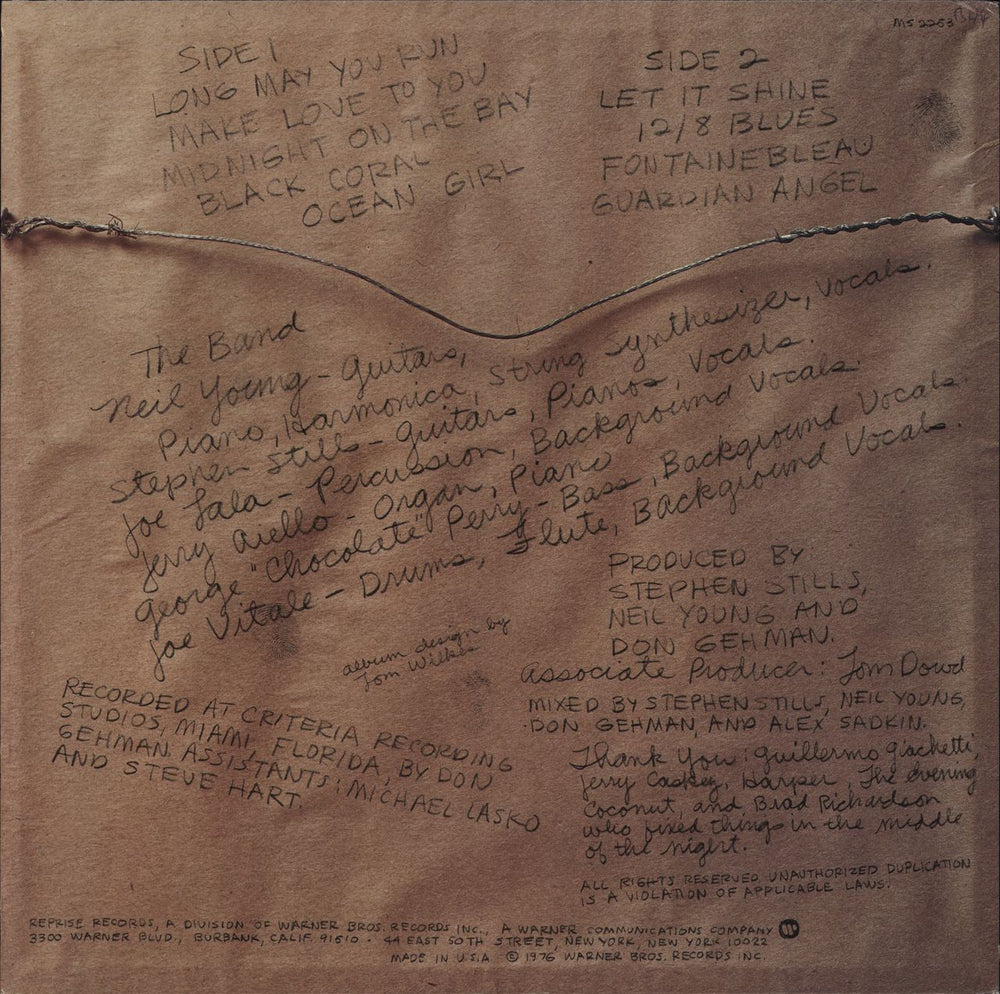 MS 2253
SIDE 1
LONG MAY YOU RUN
MAKE LOVE TO YOU
MIDNIGHT ON THE BAY
BLACK CORAL
OCEAN GIRL
SIDE 2
LET IT SHINE
12/8 BLUES
FONTAINEBLEAU
GUARDIAN ANGEL
The Band
Neil Young - Guitars,
Piano, Harmonica, String Synthesizer, Vocals.
Stephen Stills - Guitars, Pianos, Vocals.
Joe Lala - Percussion, Background Vocals.
Jerry Aiello - Organ, Piano
George "Chocolate" Perry - Bass, Background Vocals.
Joe Vitale - Drums, Flute, Background Vocals.
album design by
Tom Wilkes
RECORDED AT CRITERIA RECORDING
STUDIOS, MIAMI, FLORIDA, BY DON
GEHMAN. ASSISTANTS: MICHAEL LASKO
AND STEVE HART.
PRODUCED BY
STEPHEN STILLS,
NEIL YOUNG AND
DON GEHMAN.
Associate Producer: Tom Dowd
MIXED BY STEPHEN STILLS, NEIL YOUNG,
DON GEHMAN, AND ALEX SADKIN.
Thank You: Guillermo Giachetti,
Jerry Caskey, Harper, The Evening
Coconut, and Brad Richardson
who fixed things in the middle
of the night.
ALL RIGHTS RESERVED UNAUTHORIZED DUPLICATION
IS A VIOLATION OF APPLICABLE LAWS.
REPRISE RECORDS, A DIVISION OF WARNER BROS. RECORDS INC., A WARNER COMMUNICATIONS COMPANY
3300 WARNER BLVD., BURBANK, CALIF. 91510 · 44 EAST 50TH STREET, NEW YORK, NEW YORK 10022
MADE IN U.S.A © 1976 WARNER BROS. RECORDS INC.